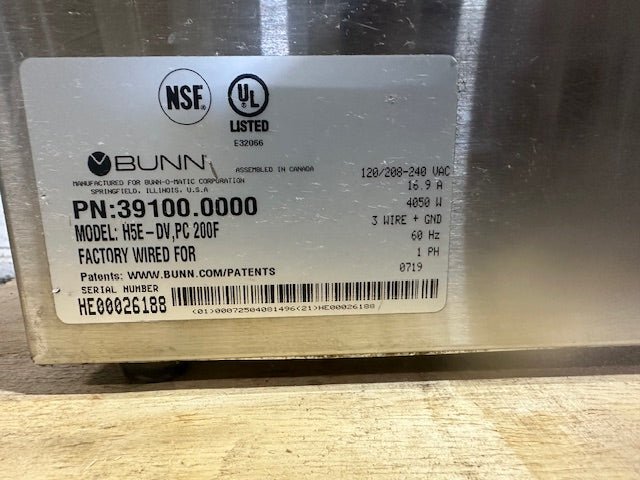 NSF®
UL®
LISTED
E32066
BUNN®
ASSEMBLED IN CANADA
MANUFACTURED FOR BUNN-O-MATIC CORPORATION
SPRINGFIELD, ILLINOIS, U.S.A
PN:39100.0000
MODEL: H5E-DV,PC 200F
FACTORY WIRED FOR
120/208-240 VAC
16.9 A
4050 W
3 WIRE + GND
60 Hz
1 PH
0719
Patents: WWW.BUNN.COM/PATENTS
SERIAL NUMBER
HE00026188
(01)00072504081496(21)HE00026188